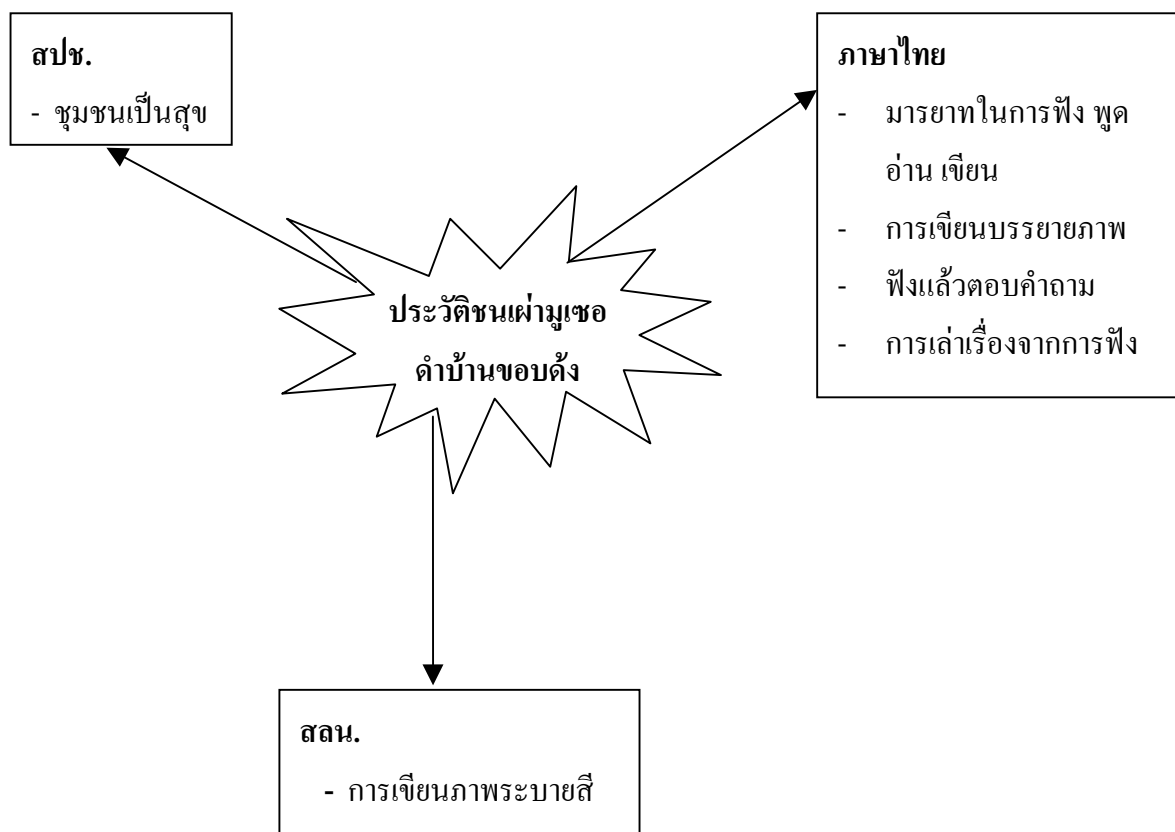 สปช.
- ชุมชนเป็นสุข
ภาษาไทย
- มารยาทในการฟัง พูด
อ่าน เขียน
- การเขียนบรรยายภาพ
- ฟังแล้วตอบคำถาม
- การเล่าเรื่องจากการฟัง
ประวัติชนเผ่ามูเซอ
ดำบ้านขอบด้ง
สลน.
- การเขียนภาพระบายสี